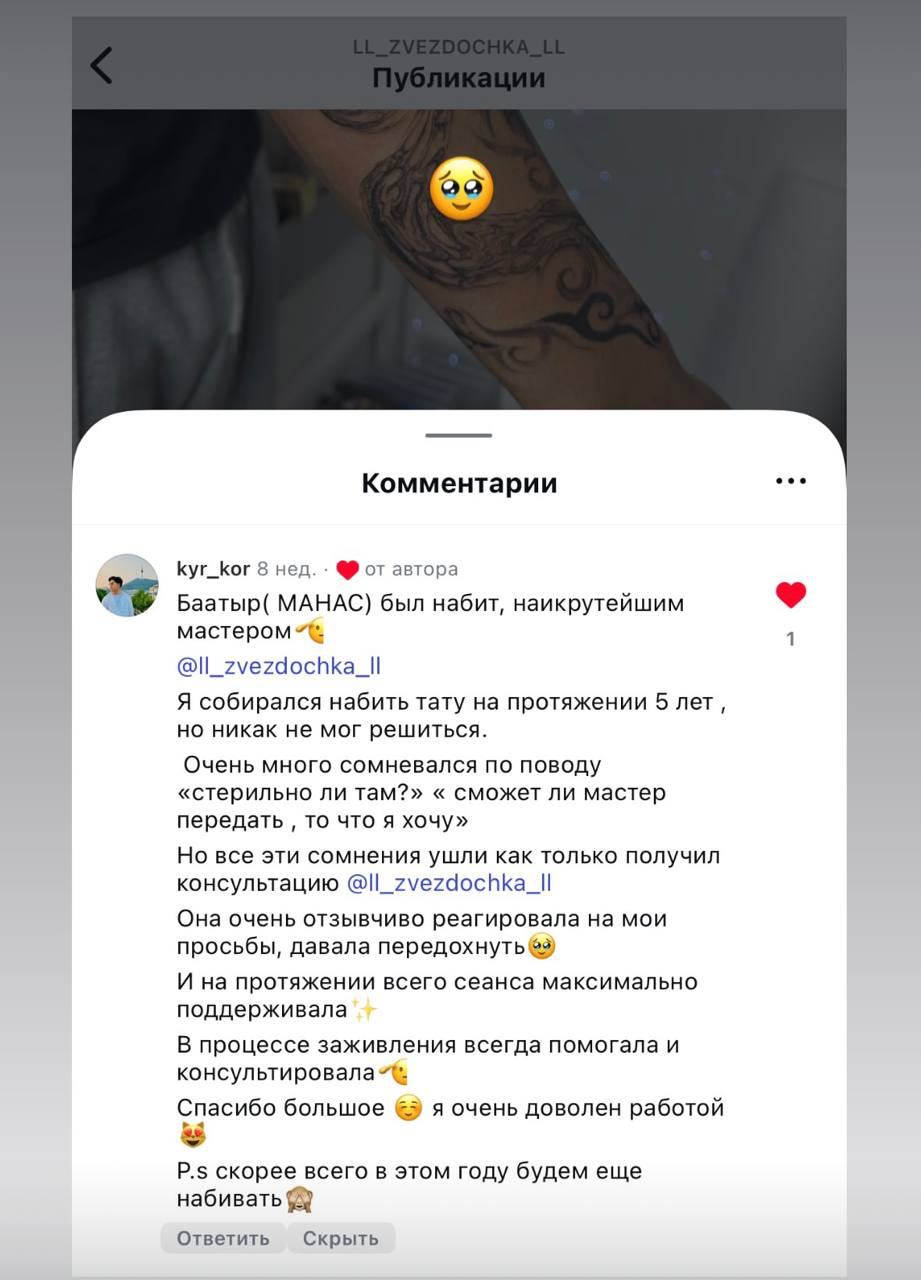 LL_ZVEZDOCHKA_LL
Публикации
🥹
Комментарии
kyr_kor 8 нед. · ❤️ от автора
Баатыр( МАНАС) был набит, наикрутейшим
мастером🫡
1
@ll_zvezdochka_ll
Я собирался набить тату на протяжении 5 лет ,
но никак не мог решиться.
Очень много сомневался по поводу
«стерильно ли там?» « сможет ли мастер
передать , то что я хочу»
Но все эти сомнения ушли как только получил
консультацию @ll_zvezdochka_ll
Она очень отзывчиво реагировала на мои
просьбы, давала передохнуть🥹
И на протяжении всего сеанса максимально
поддерживала✨
В процессе заживления всегда помогала и
консультировала🫡
Спасибо большое ☺️ я очень доволен работой
😻
P.s скорее всего в этом году будем еще
набивать🙈
Ответить Скрыть